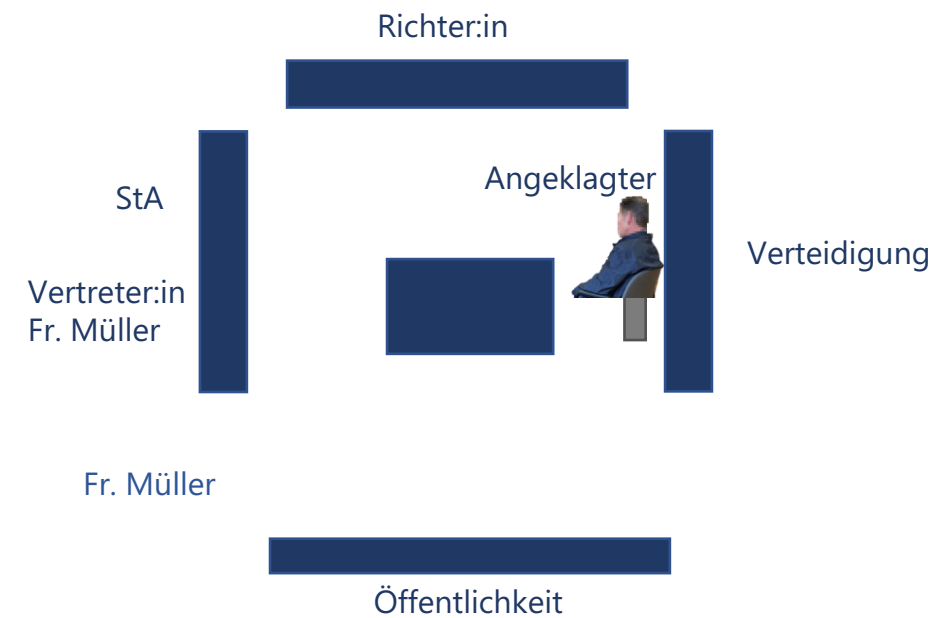 Richter:in
Angeklagter
StA
Verteidigung
Vertreter:in
Fr. Müller
Fr. Müller
Öffentlichkeit